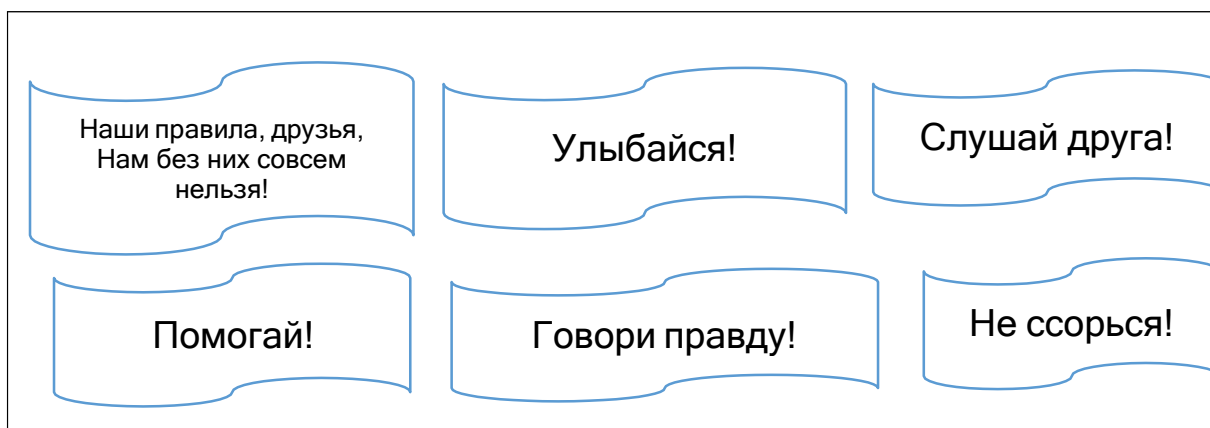 Наши правила, друзья,
Нам без них совсем
нельзя!
Улыбайся!
Слушай друга!
Помогай!
Говори правду!
Не ссорься!